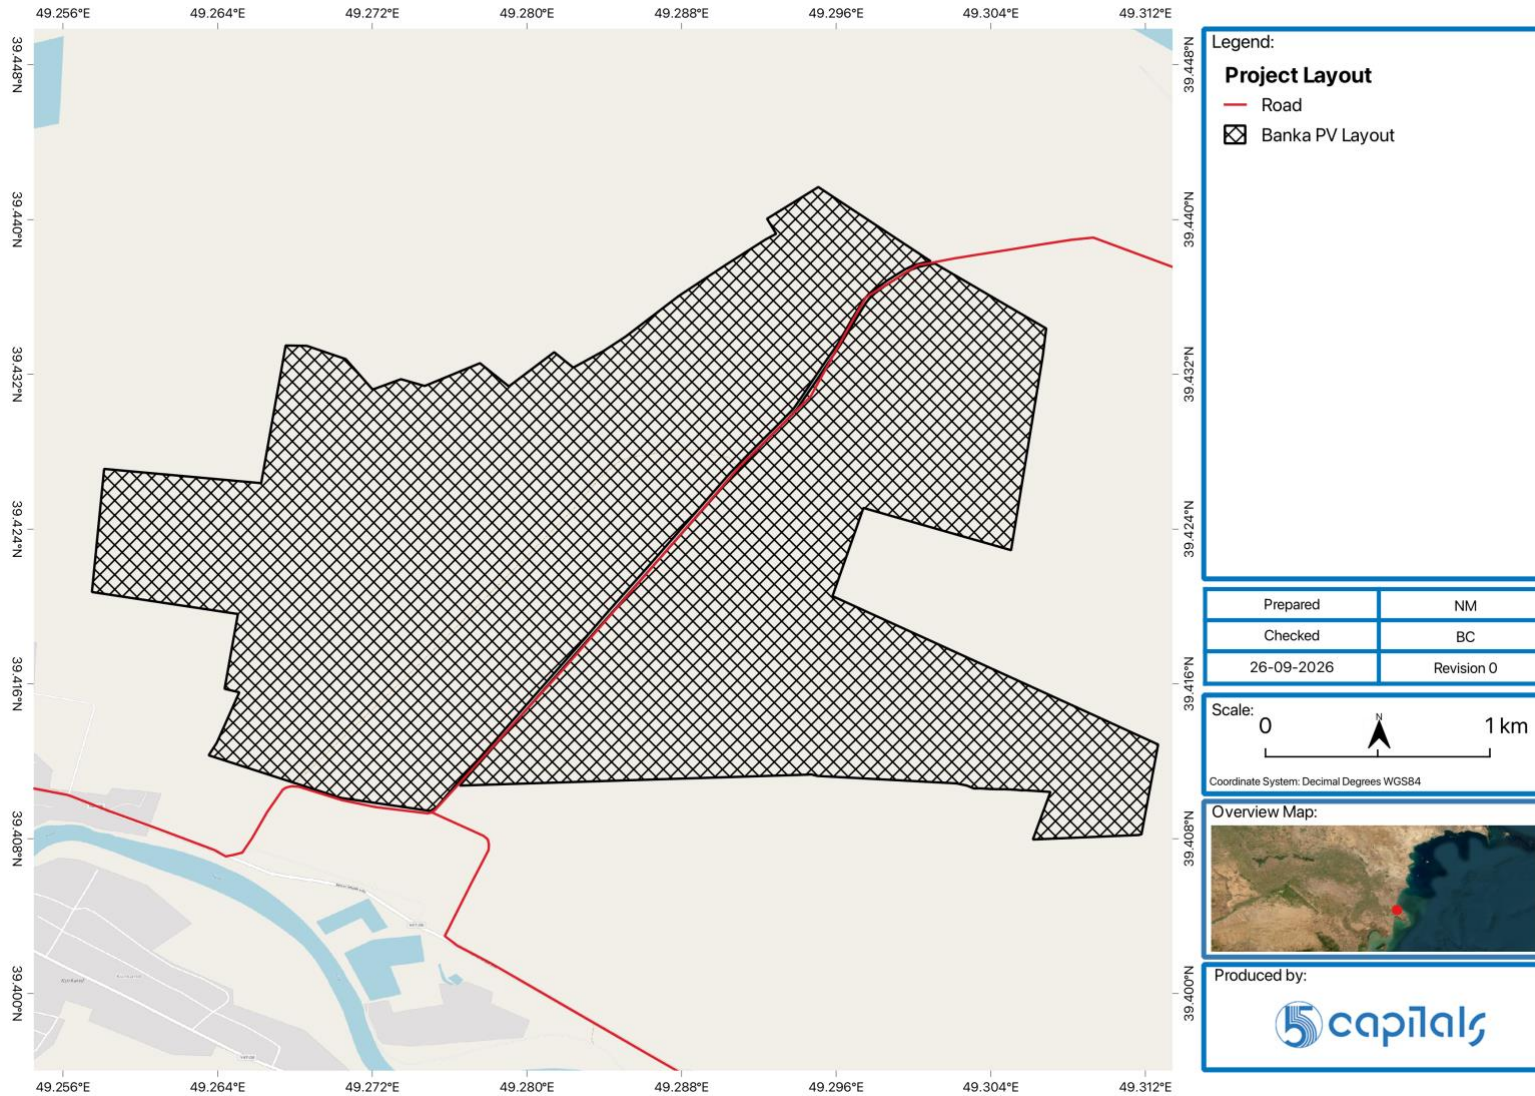 49.256°E 49.264°E 49.272°E 49.280°E 49.288°E 49.296°E 49.304°E 49.312°E
39.448°N 39.448°N
39.440°N 39.440°N
39.432°N 39.432°N
39.424°N 39.424°N
39.416°N 39.416°N
39.408°N 39.408°N
39.400°N 39.400°N
49.256°E 49.264°E 49.272°E 49.280°E 49.288°E 49.296°E 49.304°E 49.312°E
Legend:
Project Layout
Road
Banka PV Layout
Prepared NM
Checked BC
26-09-2026 Revision 0
Scale:
0 N 1 km
Coordinate System: Decimal Degrees WGS84
Overview Map:
Produced by:
5 capitals